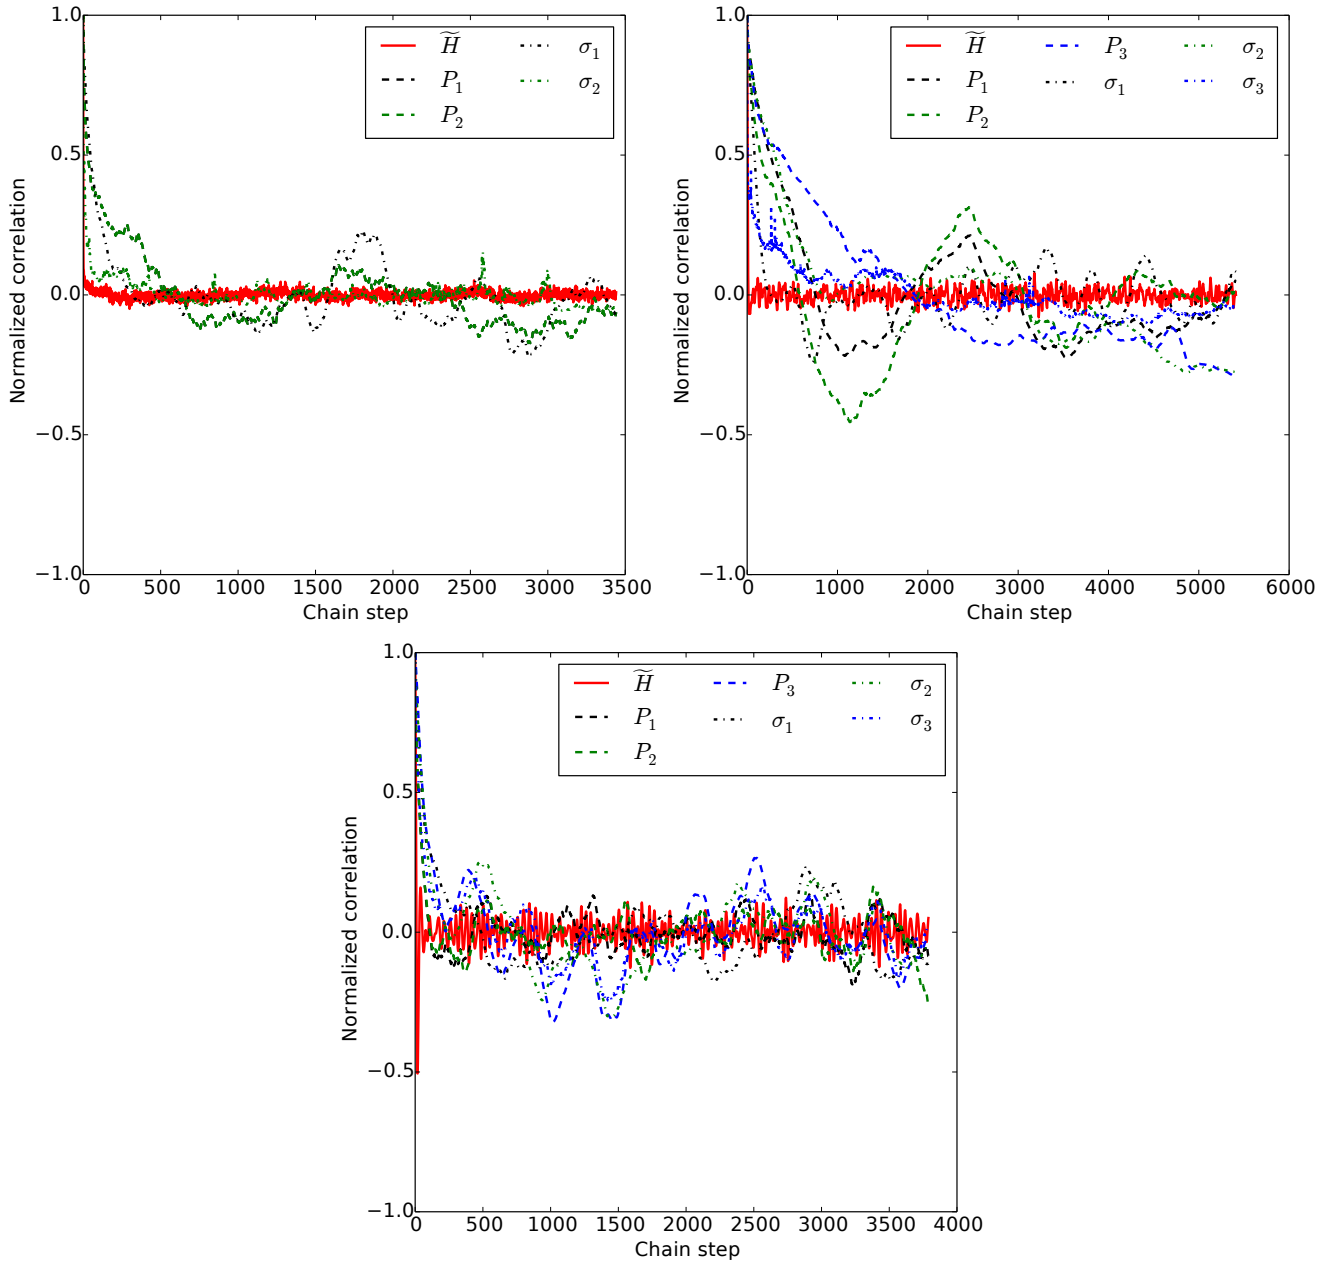 1.0
0.5
0.0
−0.5
−1.0
Normalized correlation
0 500 1000 1500 2000 2500 3000 3500
Chain step
H̃ σ₁
P₁ σ₂
P₂
1.0
0.5
0.0
−0.5
−1.0
Normalized correlation
0 1000 2000 3000 4000 5000 6000
Chain step
H̃ P₃ σ₂
P₁ σ₁ σ₃
P₂
1.0
0.5
0.0
−0.5
−1.0
Normalized correlation
0 500 1000 1500 2000 2500 3000 3500 4000
Chain step
H̃ P₃ σ₂
P₁ σ₁ σ₃
P₂